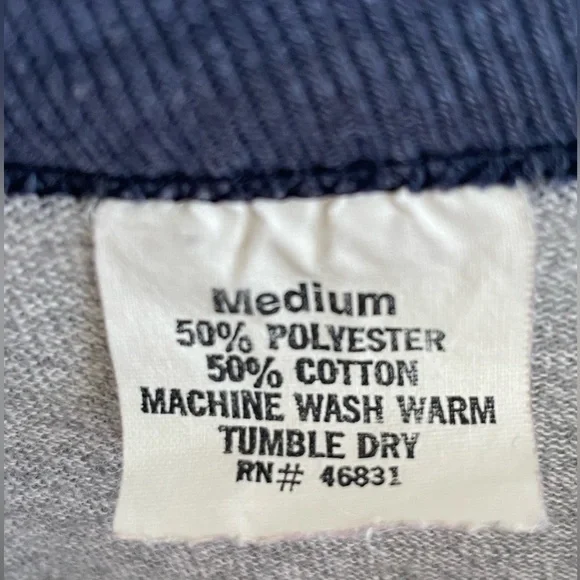 Medium
50% POLYESTER
50% COTTON
MACHINE WASH WARM
TUMBLE DRY
RN# 46831